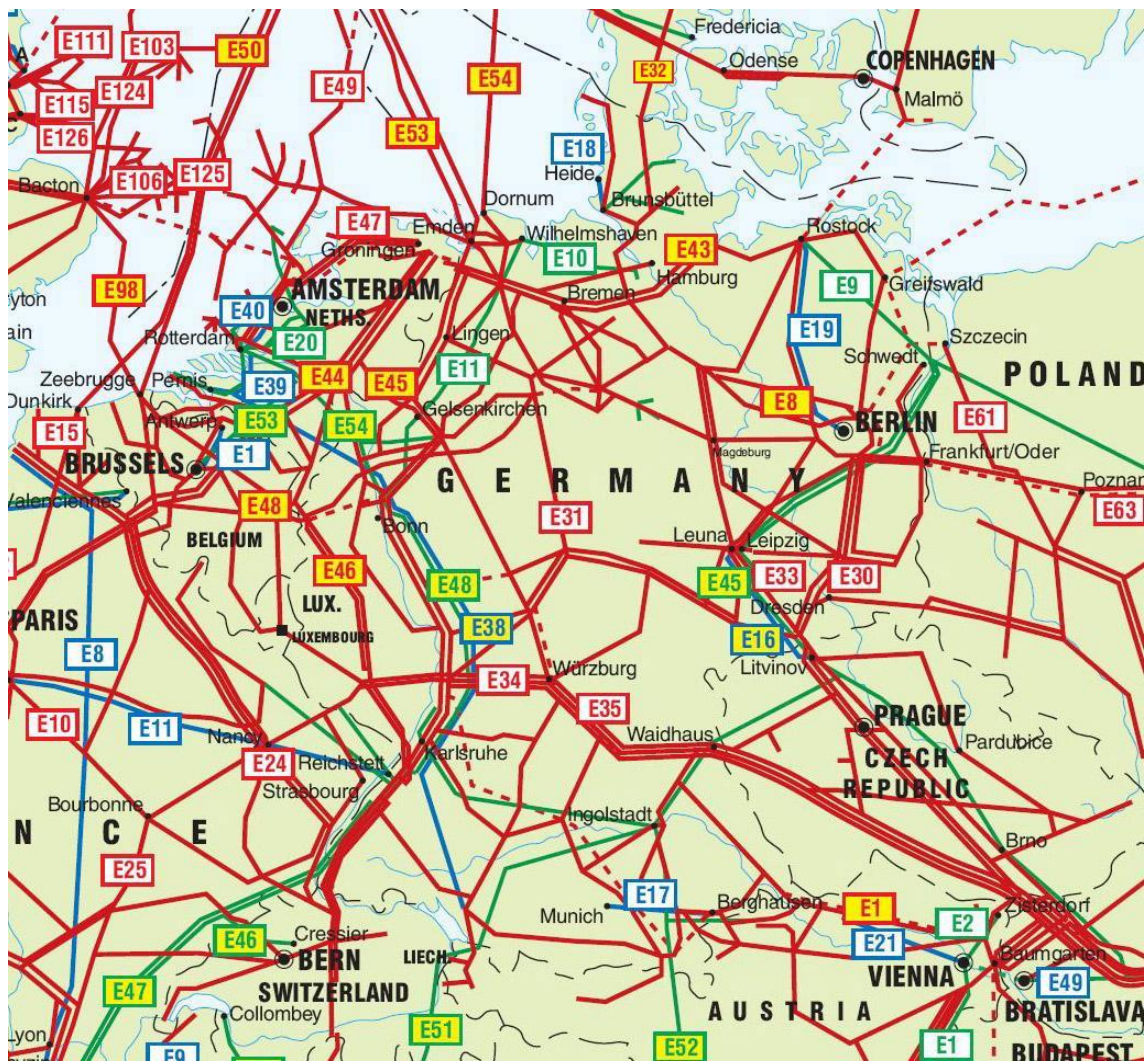 E111
E103
E50
E115
E124
E126
E49
E54
E53
E32
Fredericia
Odense
COPENHAGEN
Malmö
Bacton
E106
E125
E18
Heide
Brunsbüttel
Dornum
E47
Emden
Groningen
Wilhelmshaven
E10
E43
Hamburg
Rostock
E98
E40
AMSTERDAM
NETHS.
Bremen
E9
Greifswald
Rotterdam
E20
Lingen
E19
Szczecin
Schwedt
Zeebrugge
Pernis
E39
E44
E45
E11
POLAND
Dunkirk
Antwerp
E53
E54
Gelsenkirchen
E8
BERLIN
E61
E15
E1
BRUSSELS
Magdeburg
Frankfurt/Oder
GERMANY
Valenciennes
E48
Poznan
E63
Bonn
E31
BELGIUM
Leuna
Leipzig
E46
E48
E45
E33
E30
LUX.
Dresden
PARIS
LUXEMBOURG
E38
E16
E8
Litvinov
E34
Würzburg
E10
E11
E35
PRAGUE
Nancy
Karlsruhe
Waidhaus
Pardubice
E24
Reichstett
Strasbourg
CZECH
REPUBLIC
Bourbonne
Ingolstadt
N C E
Brno
E25
E17
Munich
Berghausen
E1
E2
Zisterdorf
E46
Cressier
E21
BERN
LIECH.
VIENNA
Baumgarten
E47
SWITZERLAND
E49
BRATISLAVA
Collombey
AUSTRIA
Lyon
E9
E51
E52
E1
BUDAPEST